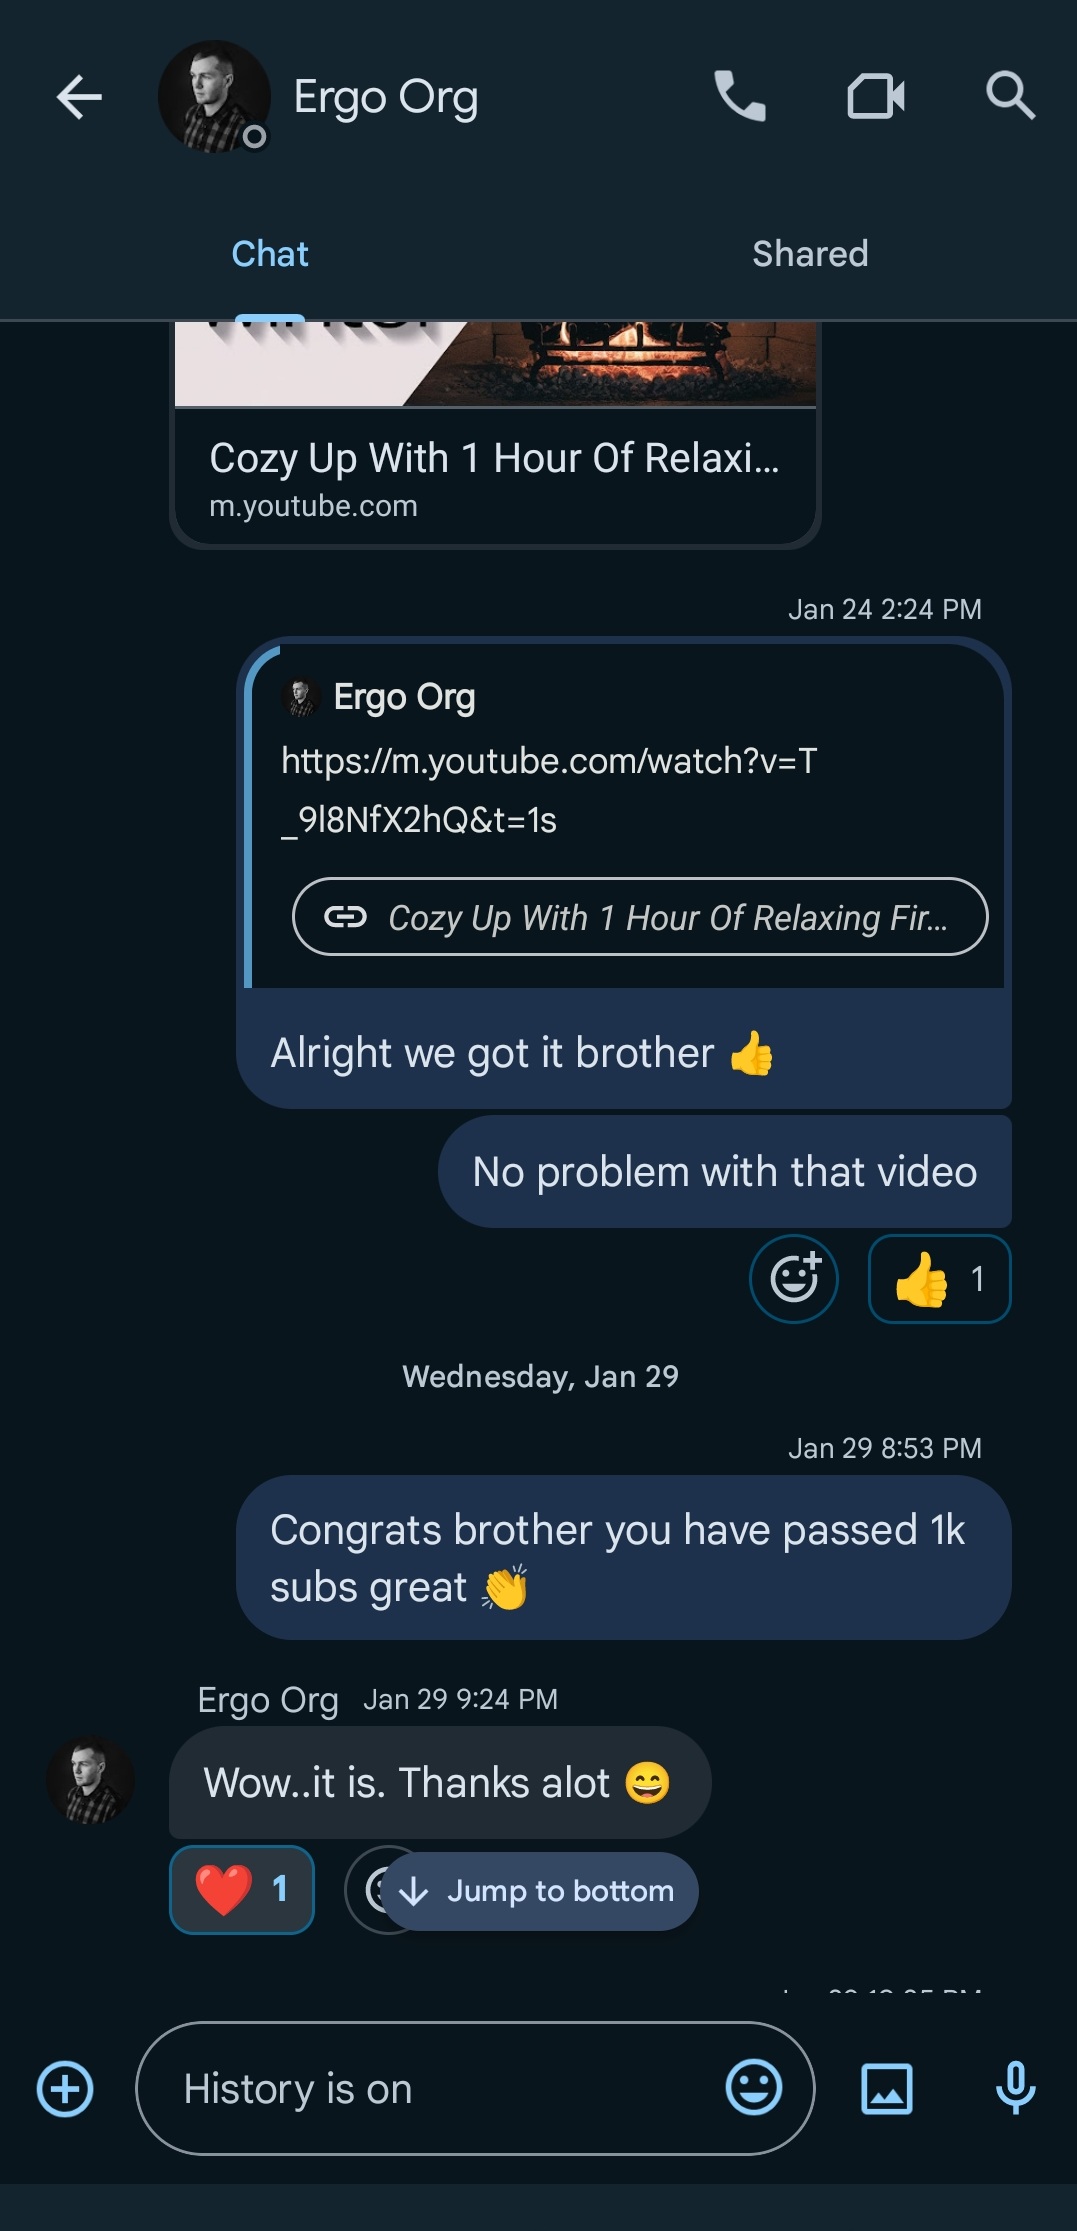 Ergo Org
Chat
Shared
Cozy Up With 1 Hour Of Relaxi...
m.youtube.com
Jan 24 2:24 PM
Ergo Org
https://m.youtube.com/watch?v=T
_9l8NfX2hQ&t=1s
Cozy Up With 1 Hour Of Relaxing Fir...
Alright we got it brother 👍
No problem with that video
👍 1
Wednesday, Jan 29
Jan 29 8:53 PM
Congrats brother you have passed 1k
subs great 👏
Ergo Org Jan 29 9:24 PM
Wow..it is. Thanks alot 😄
❤️ 1
Jump to bottom
History is on